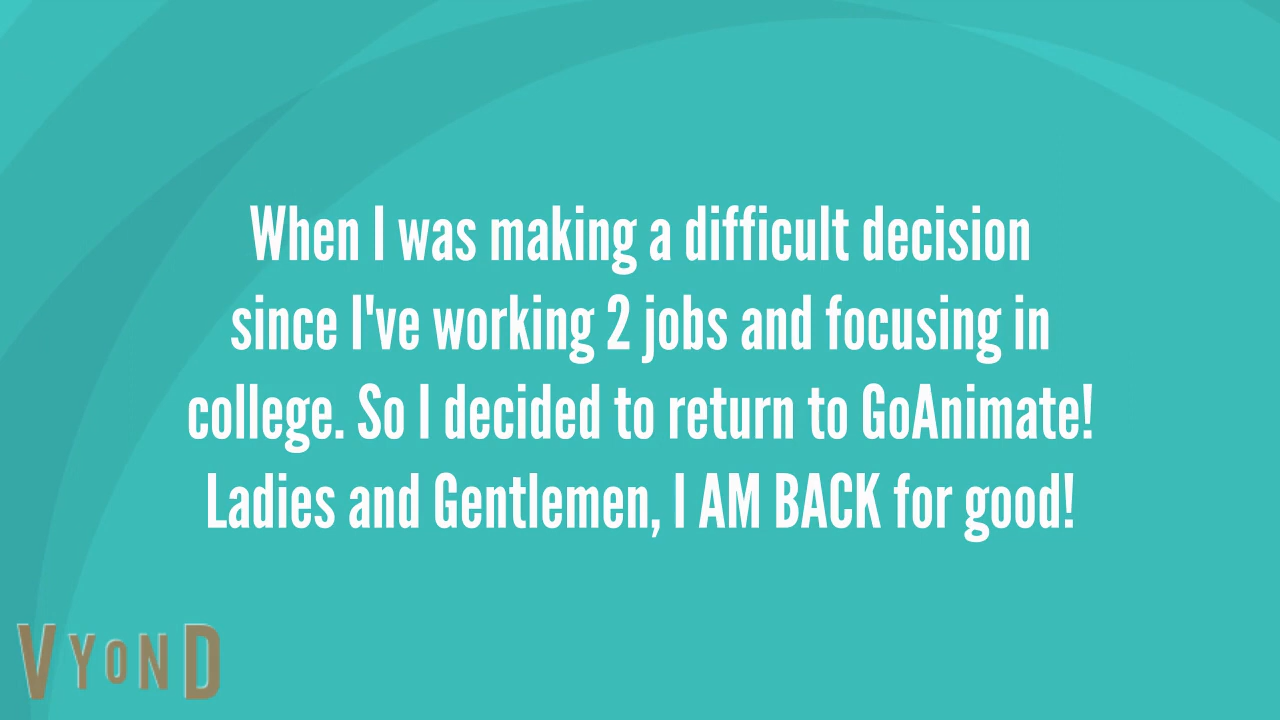 When I was making a difficult decision
since I've working 2 jobs and focusing in
college. So I decided to return to GoAnimate!
Ladies and Gentlemen, I AM BACK for good!
VYOND